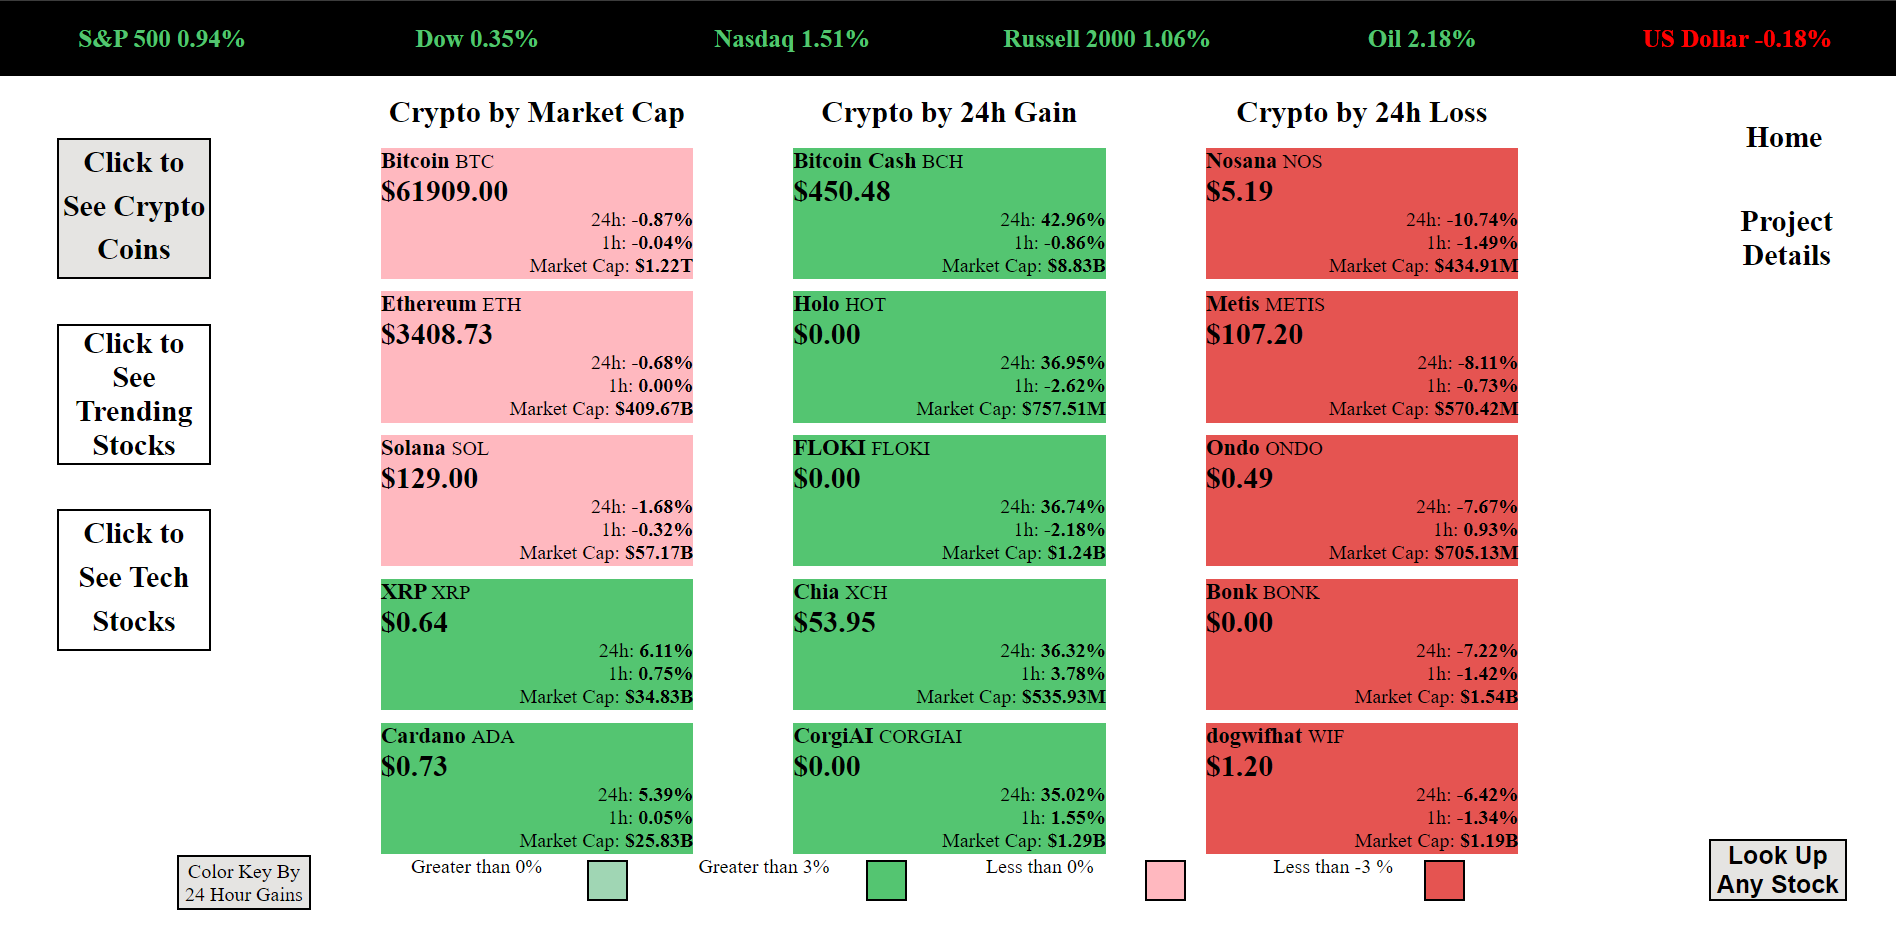 S&P 500 0.94%
Dow 0.35%
Nasdaq 1.51%
Russell 2000 1.06%
Oil 2.18%
US Dollar -0.18%
Click to
See Crypto
Coins
Click to
See
Trending
Stocks
Click to
See Tech
Stocks
Crypto by Market Cap
Bitcoin BTC
$61909.00
24h: -0.87%
1h: -0.04%
Market Cap: $1.22T
Ethereum ETH
$3408.73
24h: -0.68%
1h: 0.00%
Market Cap: $409.67B
Solana SOL
$129.00
24h: -1.68%
1h: -0.32%
Market Cap: $57.17B
XRP XRP
$0.64
24h: 6.11%
1h: 0.75%
Market Cap: $34.83B
Cardano ADA
$0.73
24h: 5.39%
1h: 0.05%
Market Cap: $25.83B
Crypto by 24h Gain
Bitcoin Cash BCH
$450.48
24h: 42.96%
1h: -0.86%
Market Cap: $8.83B
Holo HOT
$0.00
24h: 36.95%
1h: -2.62%
Market Cap: $757.51M
FLOKI FLOKI
$0.00
24h: 36.74%
1h: -2.18%
Market Cap: $1.24B
Chia XCH
$53.95
24h: 36.32%
1h: 3.78%
Market Cap: $535.93M
CorgiAI CORGIAI
$0.00
24h: 35.02%
1h: 1.55%
Market Cap: $1.29B
Crypto by 24h Loss
Nosana NOS
$5.19
24h: -10.74%
1h: -1.49%
Market Cap: $434.91M
Metis METIS
$107.20
24h: -8.11%
1h: -0.73%
Market Cap: $570.42M
Ondo ONDO
$0.49
24h: -7.67%
1h: 0.93%
Market Cap: $705.13M
Bonk BONK
$0.00
24h: -7.22%
1h: -1.42%
Market Cap: $1.54B
dogwifhat WIF
$1.20
24h: -6.42%
1h: -1.34%
Market Cap: $1.19B
Home
Project
Details
Color Key By
24 Hour Gains
Greater than 0%
Greater than 3%
Less than 0%
Less than -3 %
Look Up
Any Stock